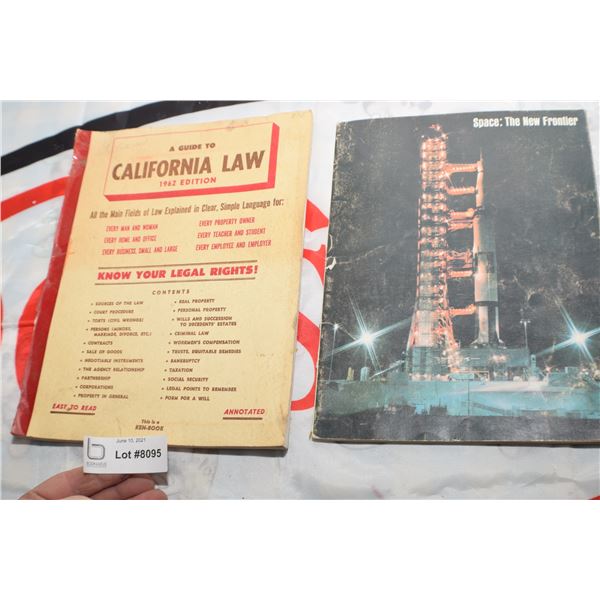 A GUIDE TO
CALIFORNIA LAW
1962 EDITION
All the Main Fields of Law Explained in Clear, Simple Language for:
EVERY MAN AND WOMAN
EVERY HOME AND OFFICE
EVERY BUSINESS, SMALL AND LARGE
EVERY PROPERTY OWNER
EVERY TEACHER AND STUDENT
EVERY EMPLOYEE AND EMPLOYER
KNOW YOUR LEGAL RIGHTS!
CONTENTS
• SOURCES OF THE LAW
• COURT PROCEDURE
• TORTS (CIVIL WRONGS)
• PERSONS (MINORS,
MARRIAGE, DIVORCE, ETC.)
• CONTRACTS
• SALE OF GOODS
• NEGOTIABLE INSTRUMENTS
• THE AGENCY RELATIONSHIP
• PARTNERSHIP
• CORPORATIONS
• PROPERTY IN GENERAL
• REAL PROPERTY
• PERSONAL PROPERTY
• WILLS AND SUCCESSION
TO DECEDENTS' ESTATES
• CRIMINAL LAW
• WORKMEN'S COMPENSATION
• TRUSTS, EQUITABLE REMEDIES
• BANKRUPTCY
• TAXATION
• SOCIAL SECURITY
• LEGAL POINTS TO REMEMBER
• FORM FOR A WILL
EASY TO READ
This is a
KEN-BOOK
ANNOTATED
June 10, 2021
Lot #8095
Space: The New Frontier